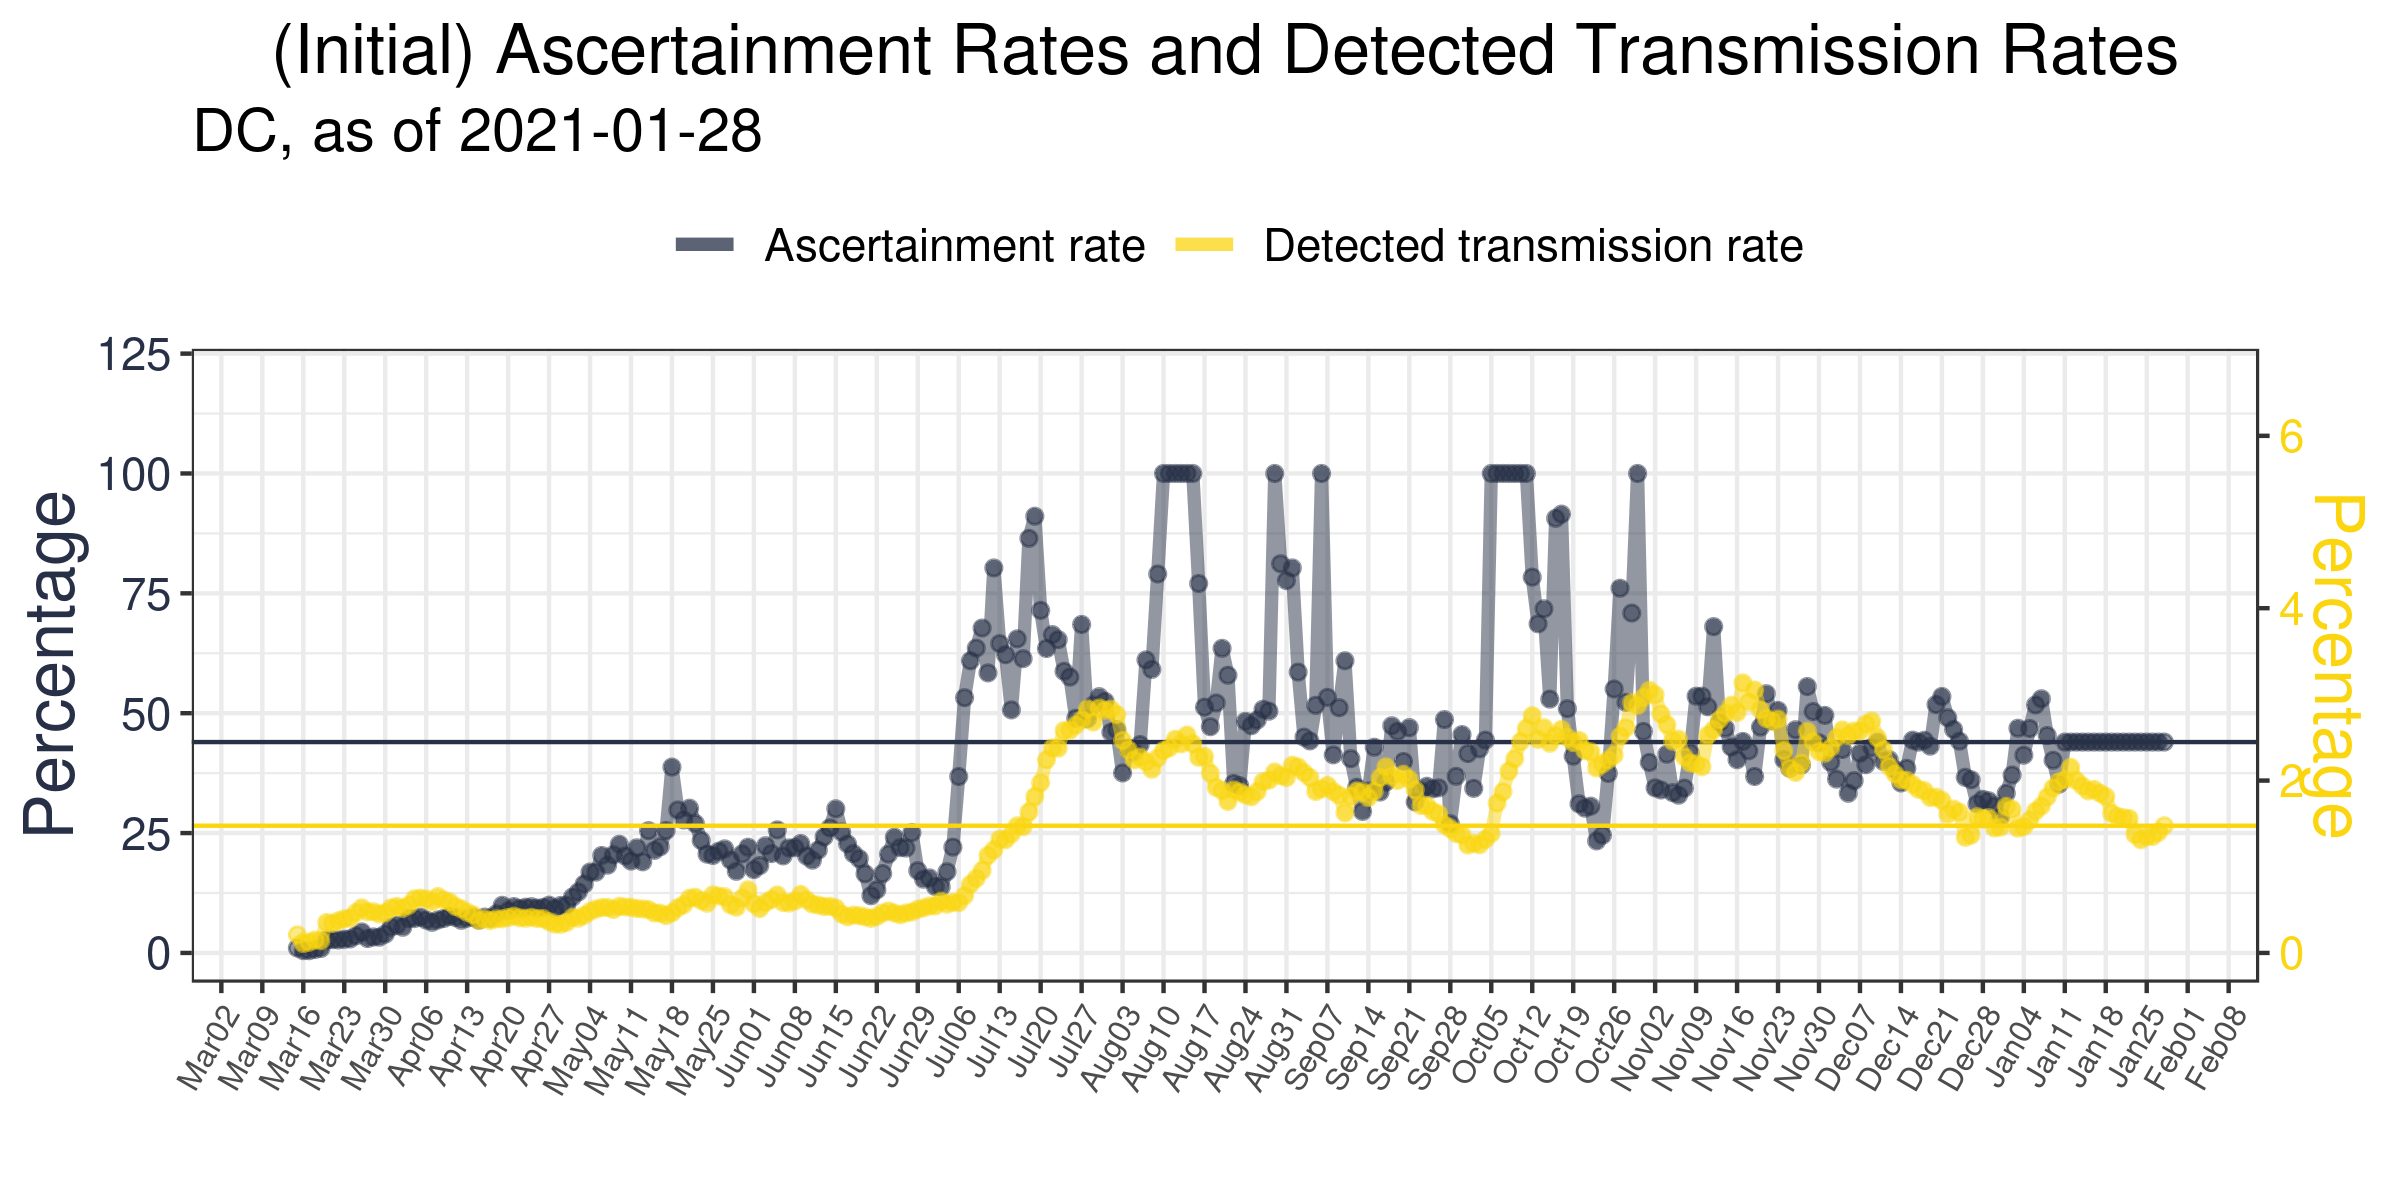 (Initial) Ascertainment Rates and Detected Transmission Rates
DC, as of 2021-01-28
Ascertainment rate
Detected transmission rate
125
100
75
50
25
0
Percentage
6
4
2
0
Percentage
Mar02
Mar09
Mar16
Mar23
Mar30
Apr06
Apr13
Apr20
Apr27
May04
May11
May18
May25
Jun01
Jun08
Jun15
Jun22
Jun29
Jul06
Jul13
Jul20
Jul27
Aug03
Aug10
Aug17
Aug24
Aug31
Sep07
Sep14
Sep21
Sep28
Oct05
Oct12
Oct19
Oct26
Nov02
Nov09
Nov16
Nov23
Nov30
Dec07
Dec14
Dec21
Dec28
Jan04
Jan11
Jan18
Jan25
Feb01
Feb08